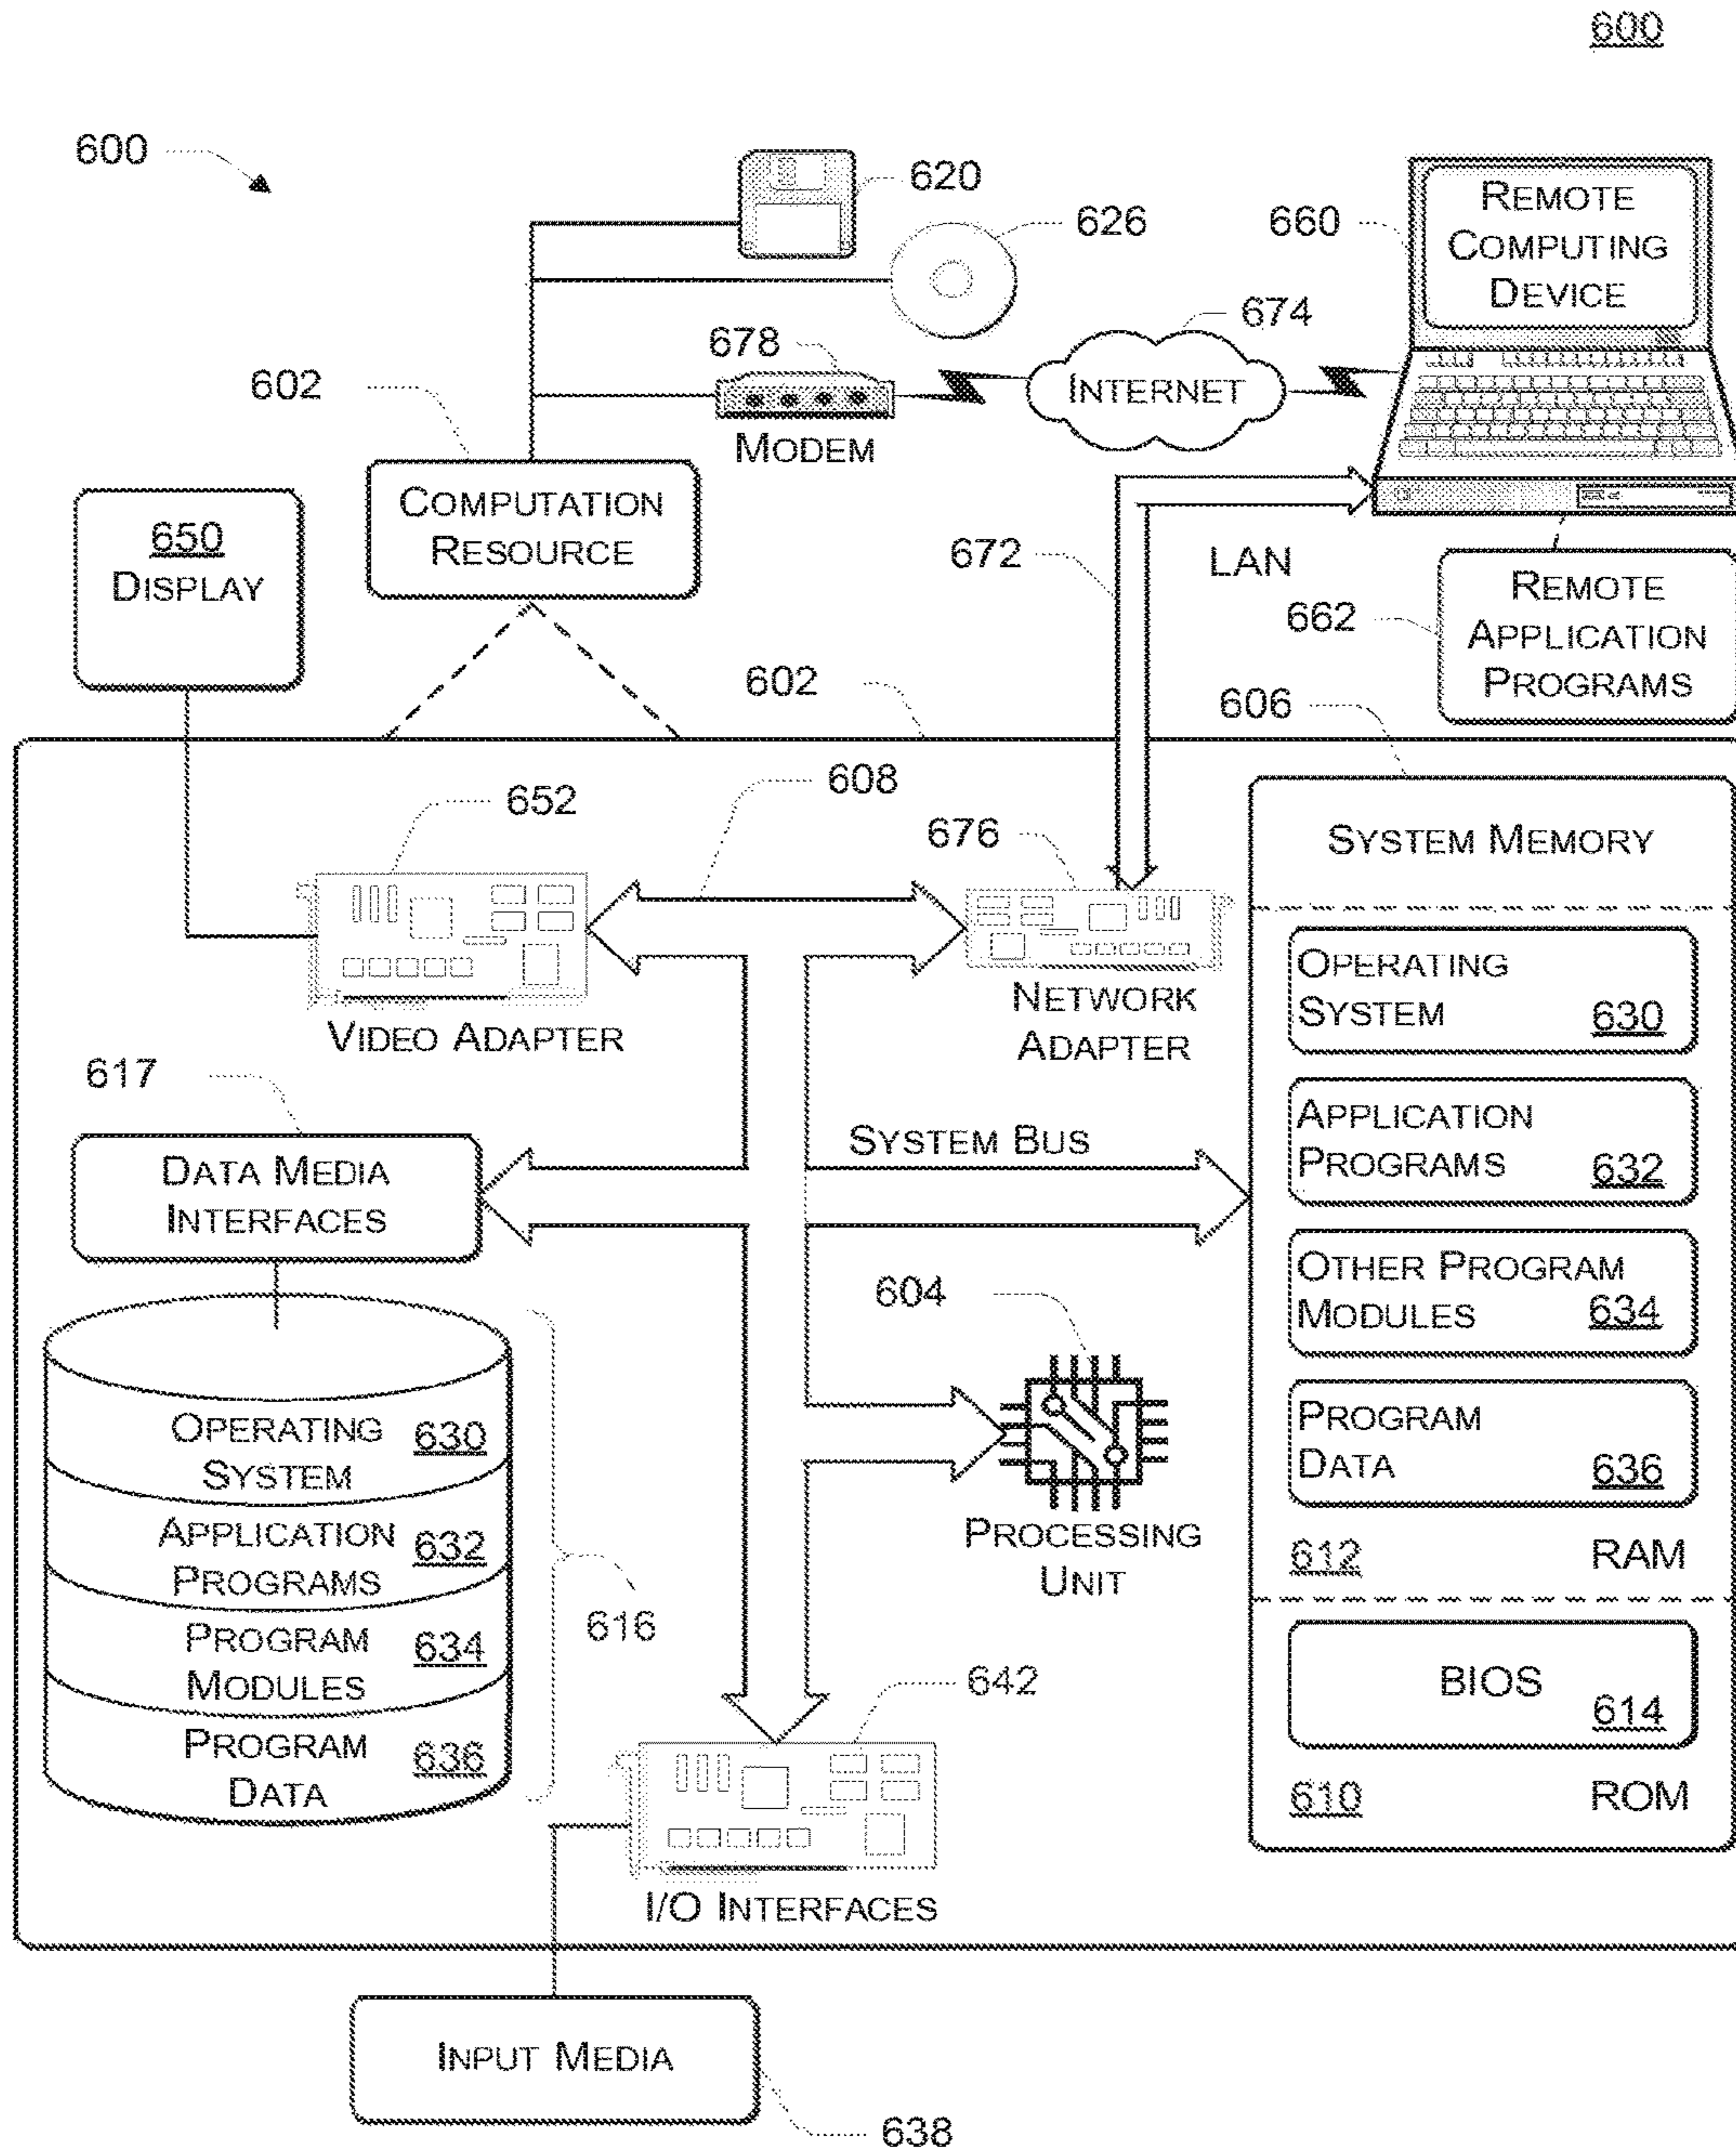 600
600
620
626
660
REMOTE
COMPUTING
DEVICE
674
678
INTERNET
602
MODEM
COMPUTATION
RESOURCE
650
DISPLAY
672
LAN
REMOTE
APPLICATION
PROGRAMS
662
602
606
608
652
676
SYSTEM MEMORY
OPERATING
SYSTEM 630
VIDEO ADAPTER
NETWORK
ADAPTER
617
APPLICATION
PROGRAMS 632
SYSTEM BUS
DATA MEDIA
INTERFACES
OTHER PROGRAM
MODULES 634
604
PROGRAM
DATA 636
OPERATING
SYSTEM 630
PROCESSING
UNIT
612 RAM
APPLICATION
PROGRAMS 632
616
PROGRAM
MODULES 634
642
BIOS
614
PROGRAM
DATA 636
610 ROM
I/O INTERFACES
INPUT MEDIA
638